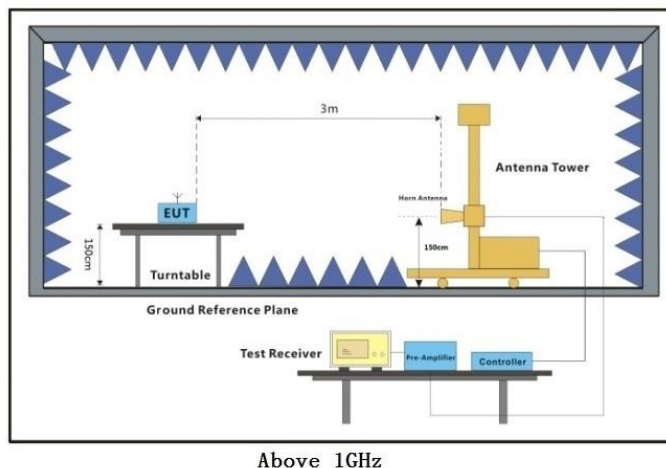 3m
Antenna Tower
Horn Antenna
EUT
150cm
150cm
Turntable
Ground Reference Plane
Test Receiver
Pre-Amplifier
Controller
Above 1GHz